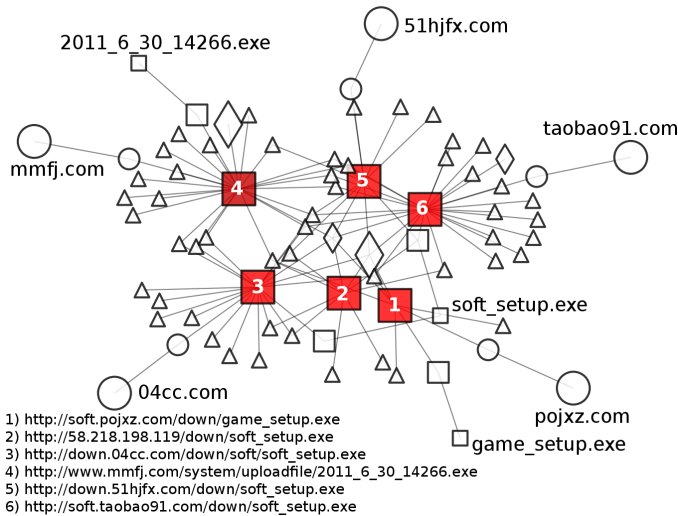 51hjfx.com
2011_6_30_14266.exe
taobao91.com
mmfj.com
5
4
6
3
2
1
soft_setup.exe
04cc.com
pojxz.com
game_setup.exe
1) http://soft.pojxz.com/down/game_setup.exe
2) http://58.218.198.119/down/soft_setup.exe
3) http://down.04cc.com/down/soft/soft_setup.exe
4) http://www.mmfj.com/system/uploadfile/2011_6_30_14266.exe
5) http://down.51hjfx.com/down/soft_setup.exe
6) http://soft.taobao91.com/down/soft_setup.exe